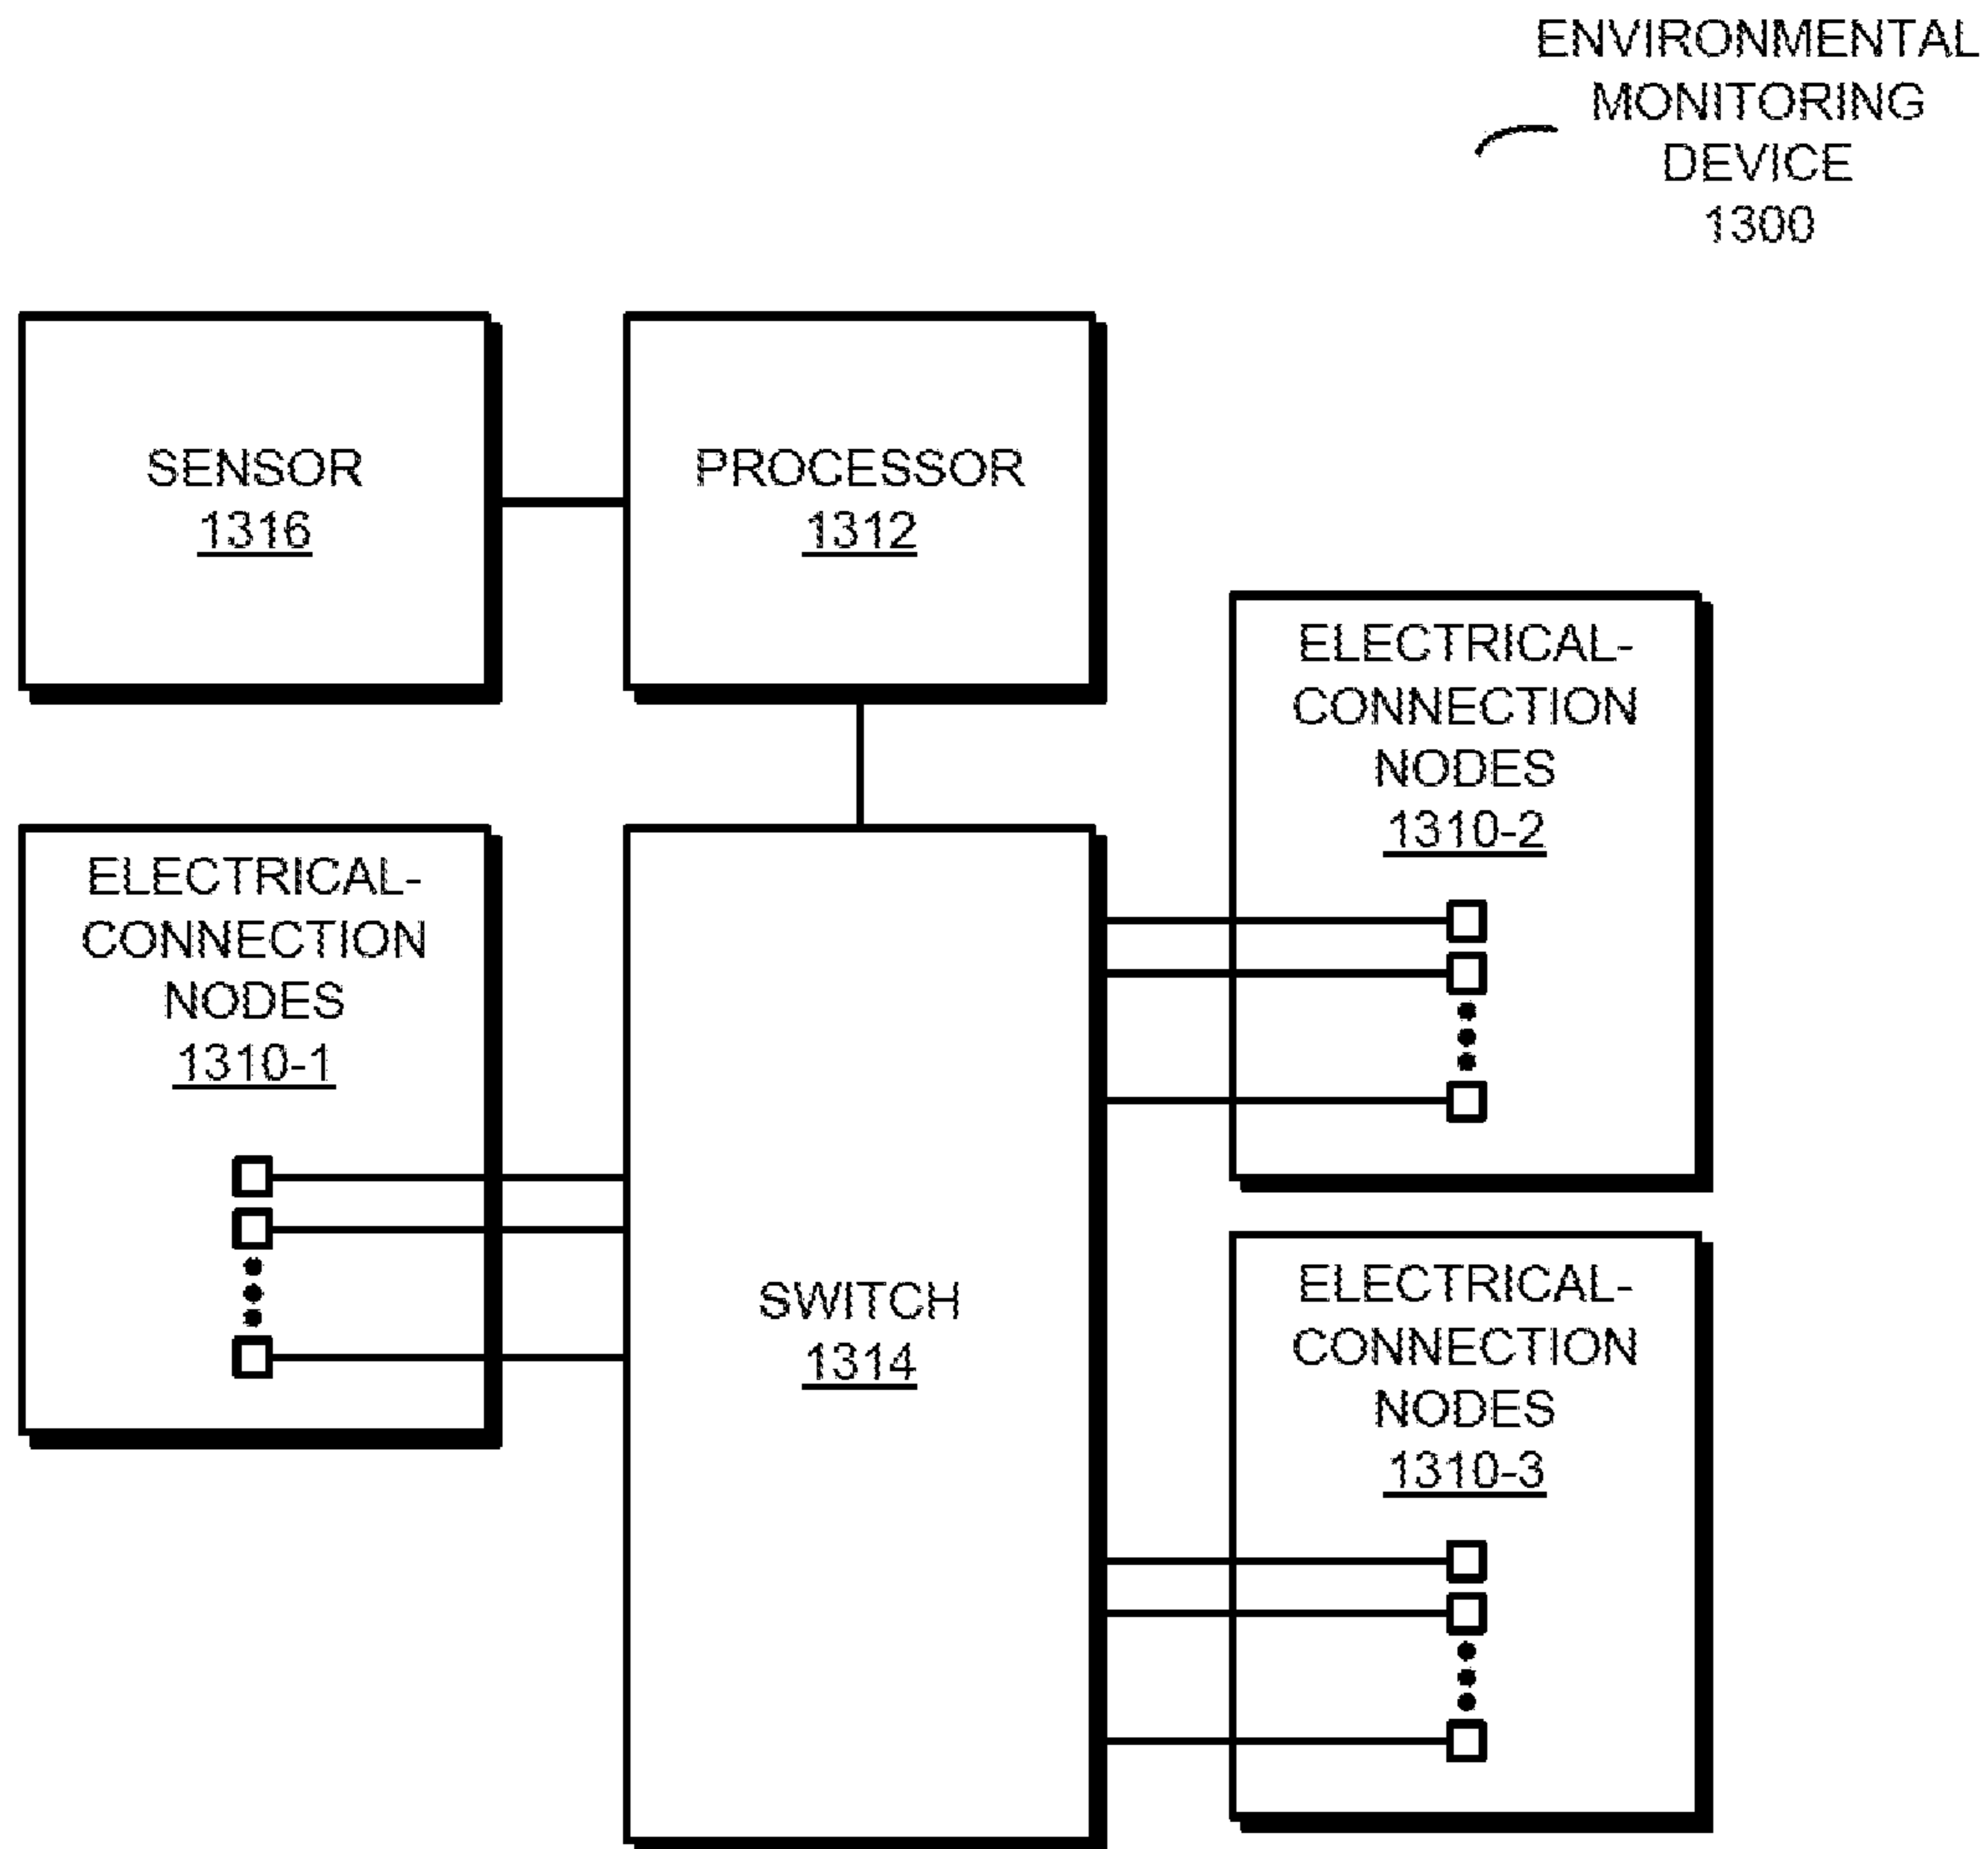 ENVIRONMENTAL
MONITORING
DEVICE
1300
SENSOR
1316
PROCESSOR
1312
ELECTRICAL-
CONNECTION
NODES
1310-2
ELECTRICAL-
CONNECTION
NODES
1310-1
SWITCH
1314
ELECTRICAL-
CONNECTION
NODES
1310-3